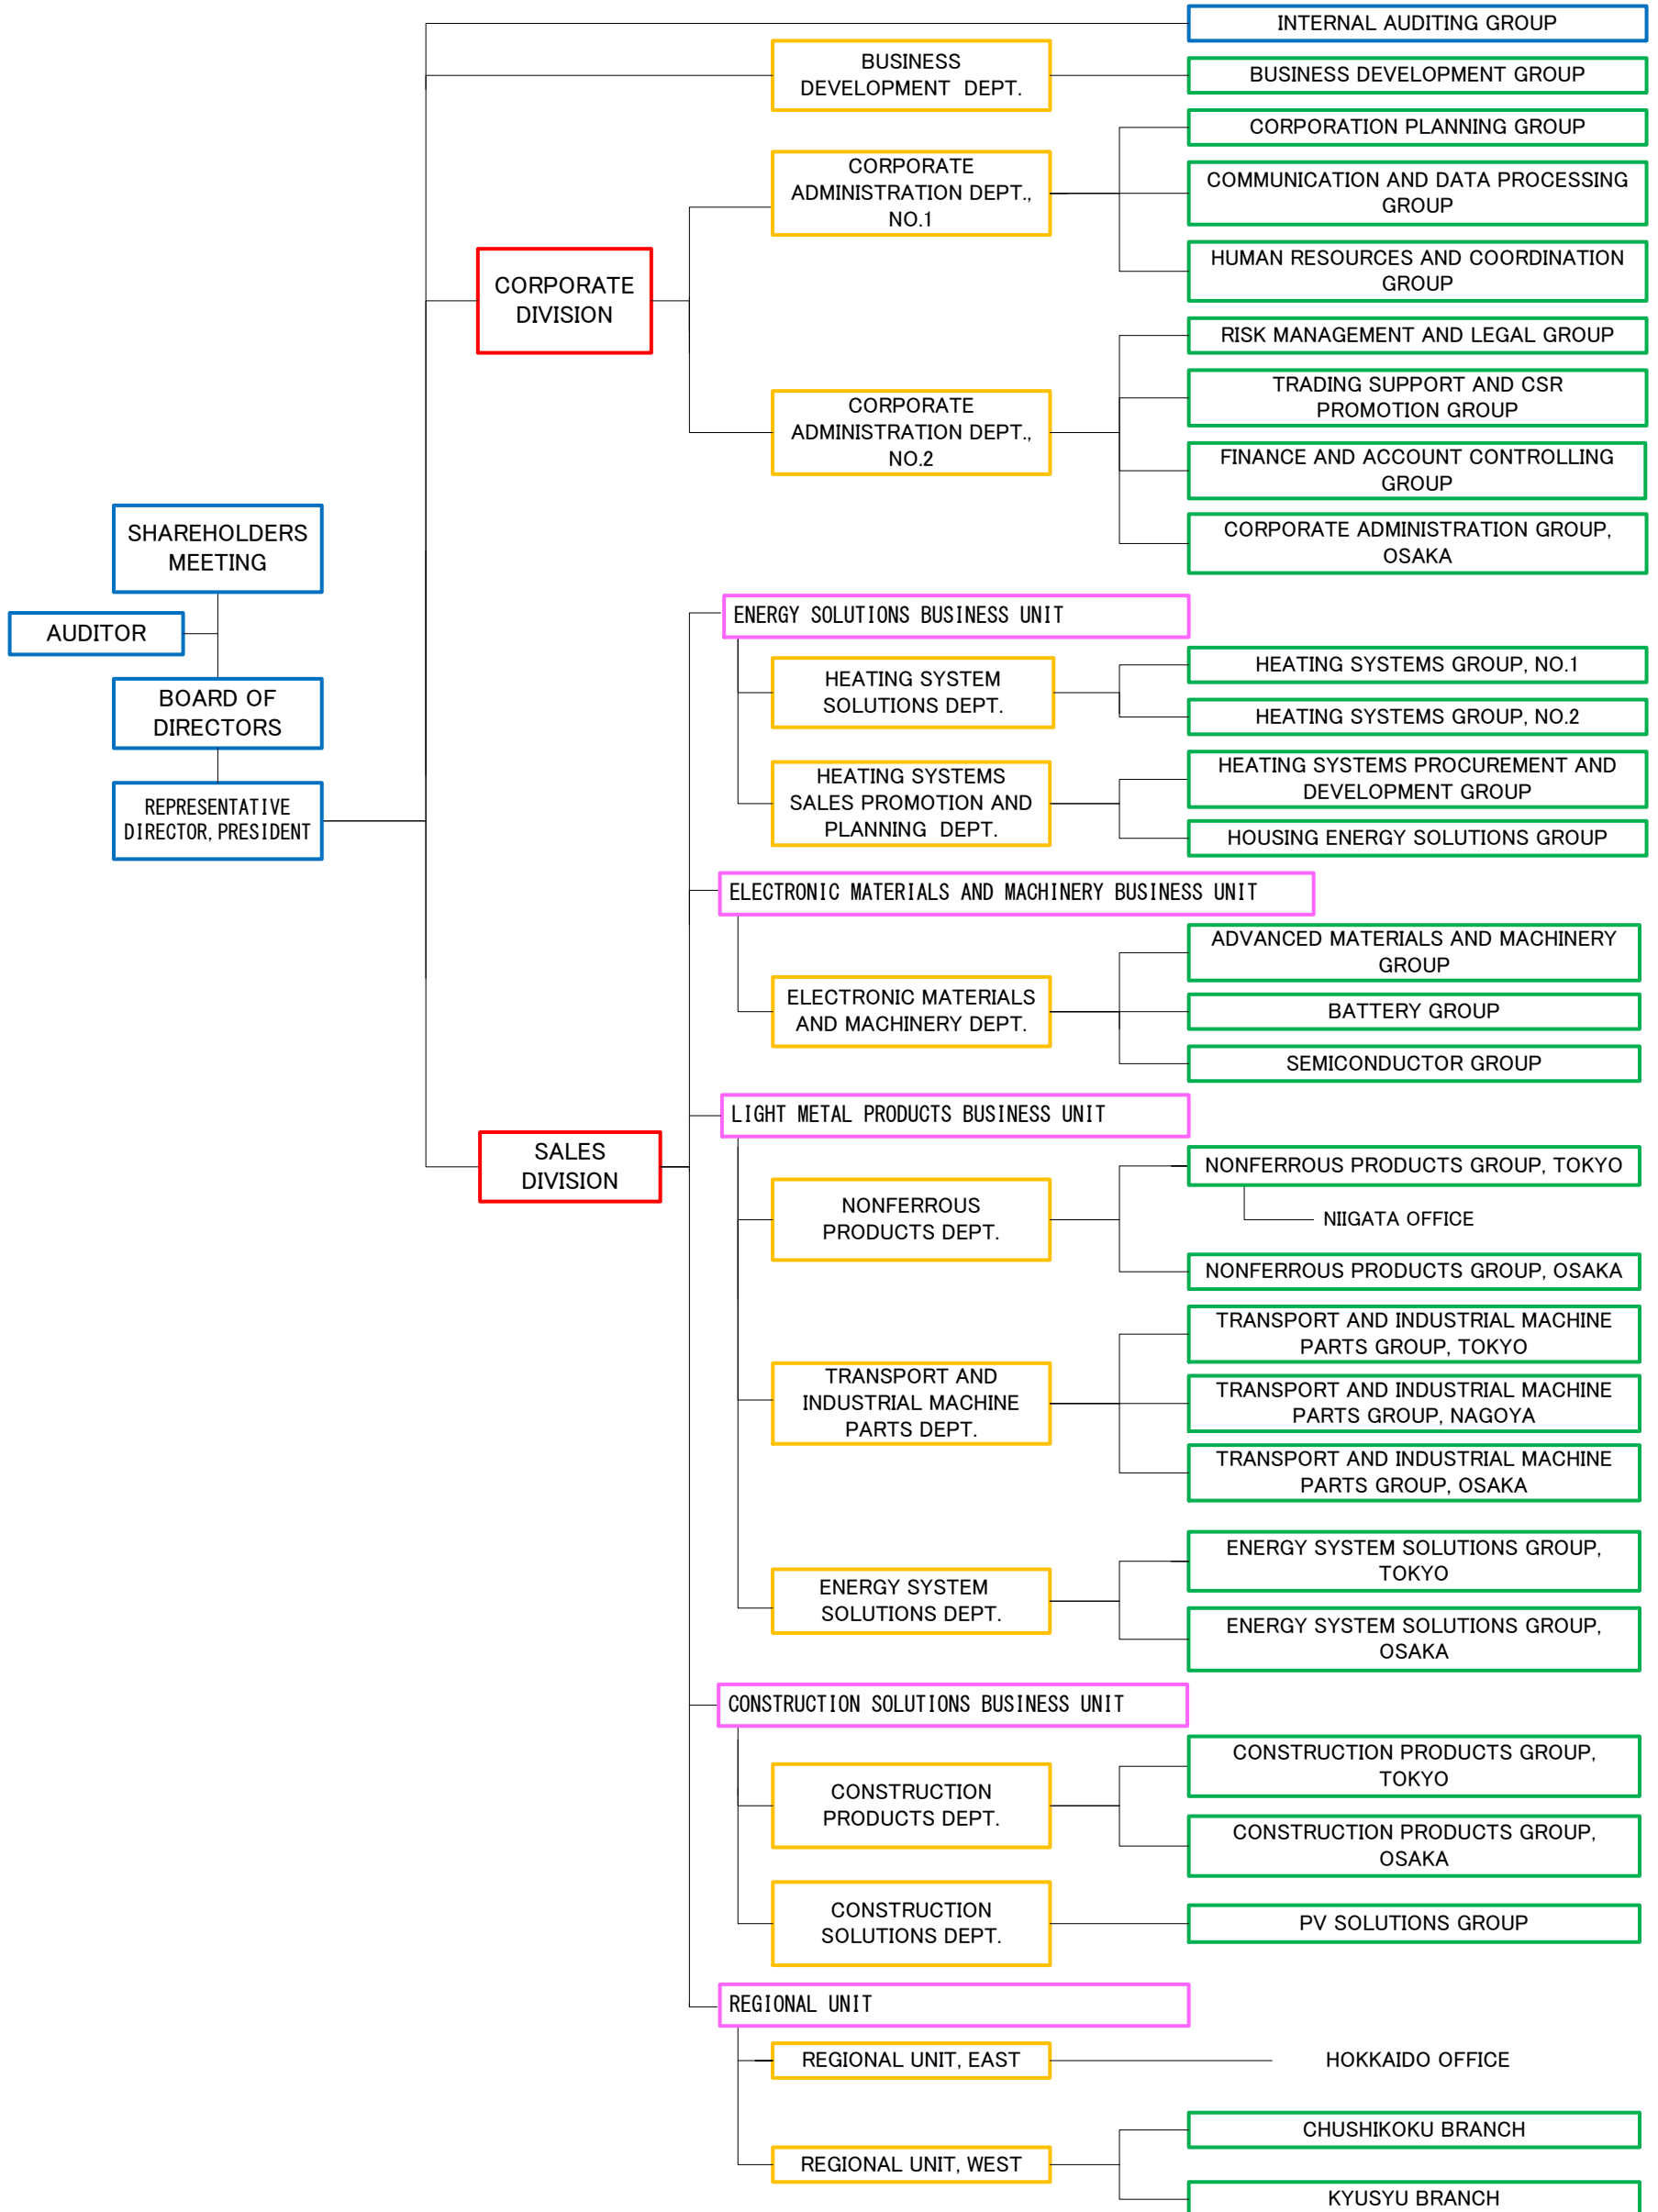 INTERNAL AUDITING GROUP
BUSINESS
DEVELOPMENT DEPT.
BUSINESS DEVELOPMENT GROUP
CORPORATE
ADMINISTRATION DEPT.,
NO.1
CORPORATION PLANNING GROUP
COMMUNICATION AND DATA PROCESSING
GROUP
HUMAN RESOURCES AND COORDINATION
GROUP
CORPORATE
DIVISION
CORPORATE
ADMINISTRATION DEPT.,
NO.2
RISK MANAGEMENT AND LEGAL GROUP
TRADING SUPPORT AND CSR
PROMOTION GROUP
FINANCE AND ACCOUNT CONTROLLING
GROUP
CORPORATE ADMINISTRATION GROUP,
OSAKA
SHAREHOLDERS
MEETING
AUDITOR
BOARD OF
DIRECTORS
REPRESENTATIVE
DIRECTOR, PRESIDENT
ENERGY SOLUTIONS BUSINESS UNIT
HEATING SYSTEM
SOLUTIONS DEPT.
HEATING SYSTEMS GROUP, NO.1
HEATING SYSTEMS GROUP, NO.2
HEATING SYSTEMS
SALES PROMOTION AND
PLANNING DEPT.
HEATING SYSTEMS PROCUREMENT AND
DEVELOPMENT GROUP
HOUSING ENERGY SOLUTIONS GROUP
ELECTRONIC MATERIALS AND MACHINERY BUSINESS UNIT
ELECTRONIC MATERIALS
AND MACHINERY DEPT.
ADVANCED MATERIALS AND MACHINERY
GROUP
BATTERY GROUP
SEMICONDUCTOR GROUP
LIGHT METAL PRODUCTS BUSINESS UNIT
SALES
DIVISION
NONFERROUS
PRODUCTS DEPT.
NONFERROUS PRODUCTS GROUP, TOKYO
NIIGATA OFFICE
NONFERROUS PRODUCTS GROUP, OSAKA
TRANSPORT AND
INDUSTRIAL MACHINE
PARTS DEPT.
TRANSPORT AND INDUSTRIAL MACHINE
PARTS GROUP, TOKYO
TRANSPORT AND INDUSTRIAL MACHINE
PARTS GROUP, NAGOYA
TRANSPORT AND INDUSTRIAL MACHINE
PARTS GROUP, OSAKA
ENERGY SYSTEM
SOLUTIONS DEPT.
ENERGY SYSTEM SOLUTIONS GROUP,
TOKYO
ENERGY SYSTEM SOLUTIONS GROUP,
OSAKA
CONSTRUCTION SOLUTIONS BUSINESS UNIT
CONSTRUCTION
PRODUCTS DEPT.
CONSTRUCTION PRODUCTS GROUP,
TOKYO
CONSTRUCTION PRODUCTS GROUP,
OSAKA
CONSTRUCTION
SOLUTIONS DEPT.
PV SOLUTIONS GROUP
REGIONAL UNIT
REGIONAL UNIT, EAST
HOKKAIDO OFFICE
REGIONAL UNIT, WEST
CHUSHIKOKU BRANCH
KYUSYU BRANCH